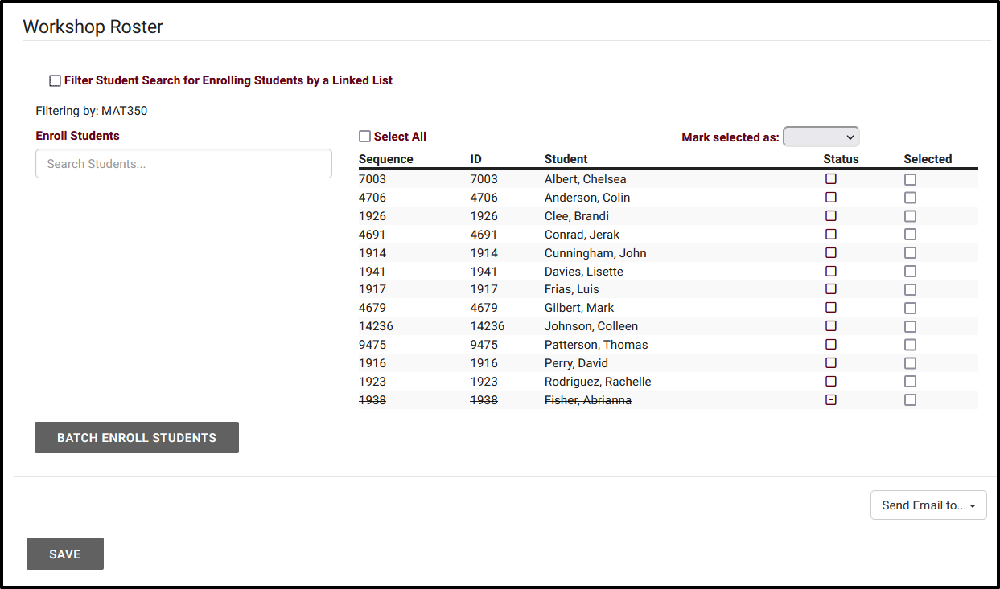 Workshop Roster
Filter Student Search for Enrolling Students by a Linked List
Filtering by: MAT350
Enroll Students
Search Students...
Select All
Mark selected as:
Sequence ID Student Status Selected
7003 7003 Albert, Chelsea
4706 4706 Anderson, Colin
1926 1926 Clee, Brandi
4691 4691 Conrad, Jerak
1914 1914 Cunningham, John
1941 1941 Davies, Lisette
1917 1917 Frias, Luis
4679 4679 Gilbert, Mark
14236 14236 Johnson, Colleen
9475 9475 Patterson, Thomas
1916 1916 Perry, David
1923 1923 Rodriguez, Rachelle
1938 1938 Fisher, Abrianna
BATCH ENROLL STUDENTS
Send Email to...
SAVE